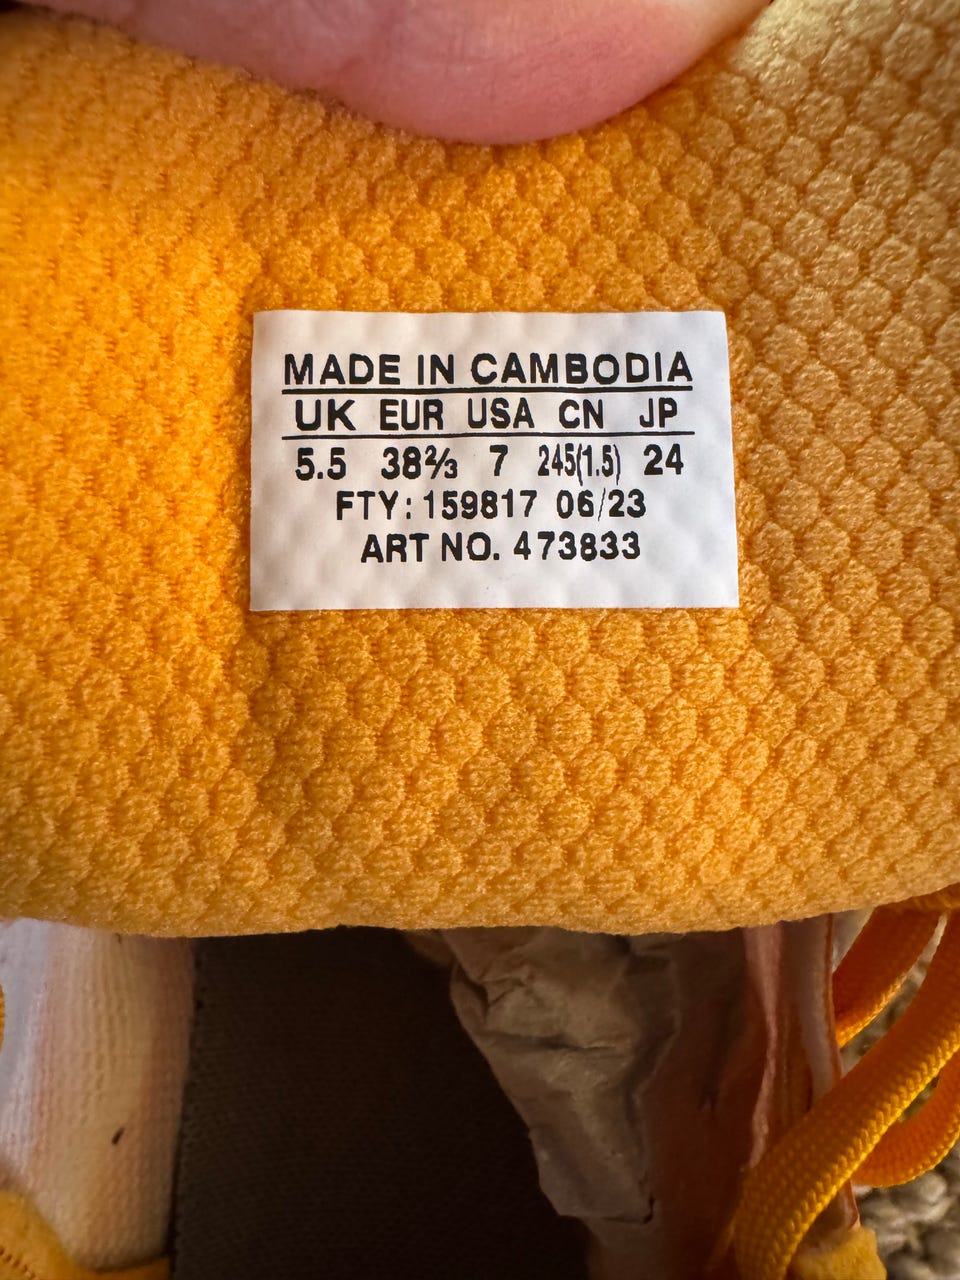 MADE IN CAMBODIA
UK EUR USA CN JP
5.5 38⅔ 7 245(1.5) 24
FTY: 159817 06/23
ART NO. 473833